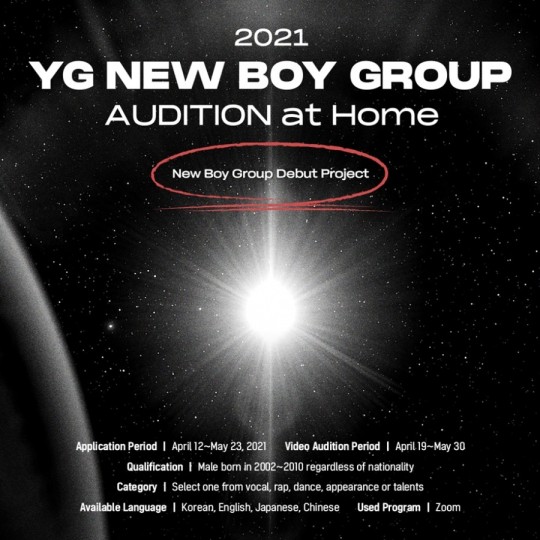 2021
YG NEW BOY GROUP
AUDITION at Home
New Boy Group Debut Project
Application Period | April 12~May 23, 2021 Video Audition Period | April 19~May 30
Qualification | Male born in 2002~2010 regardless of nationality
Category | Select one from vocal, rap, dance, appearance or talents
Available Language | Korean, English, Japanese, Chinese Used Program | Zoom